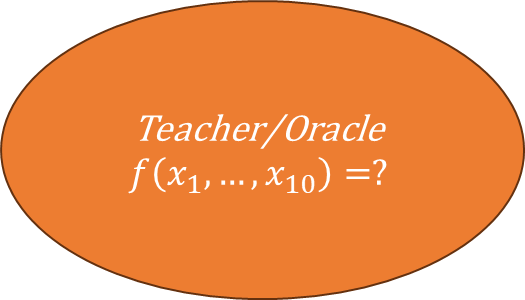 Teacher/Oracle
𝑓(𝑥₁, … , 𝑥₁₀) =?